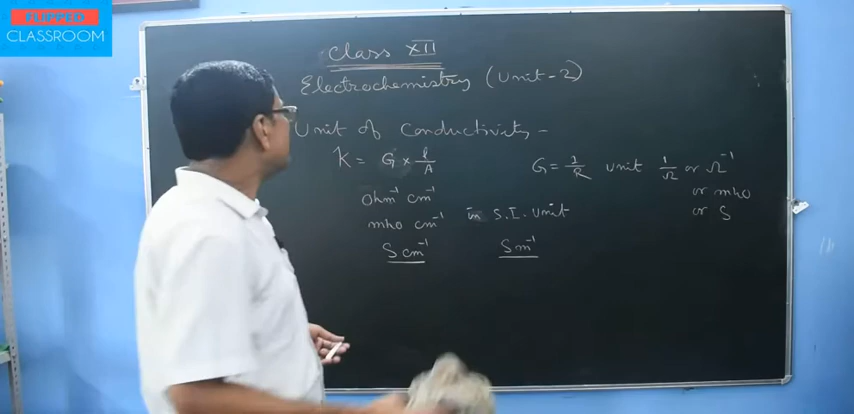 FLIPPED
CLASSROOM
Class XII
Electrochemistry (Unit-2)
Unit of Conductivity -
K = G × l/A
G = 1/R unit 1/Ω or Ω⁻¹
or mho
or S
ohm⁻¹ cm⁻¹
mho cm⁻¹ in S.I. Unit
S cm⁻¹ S m⁻¹